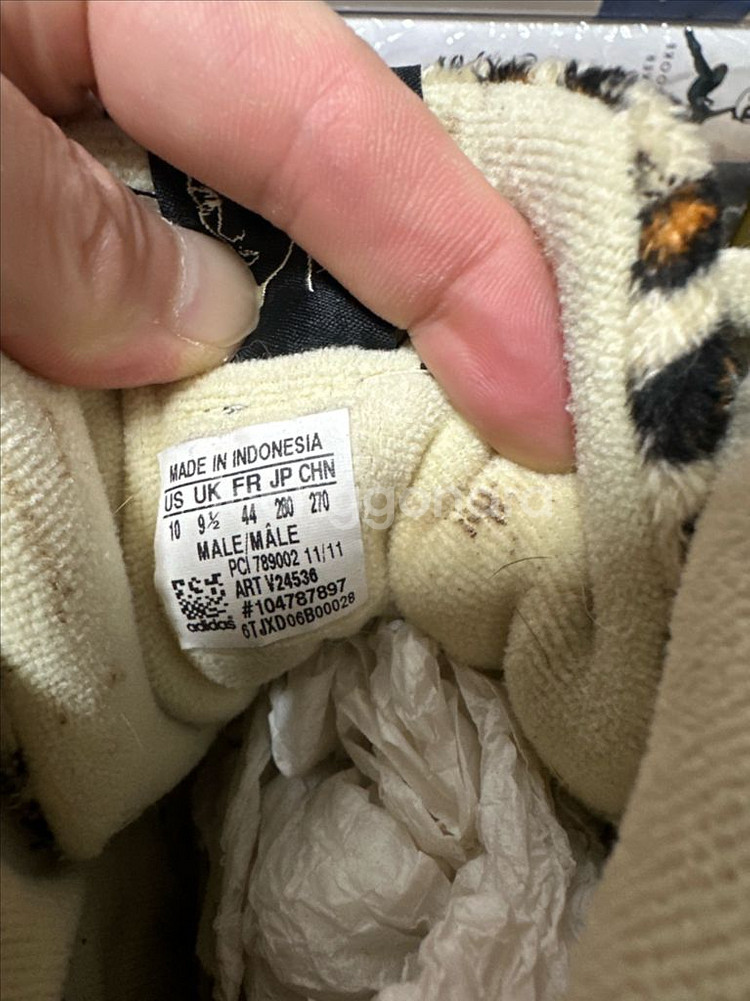 MADE IN INDONESIA
US UK FR JP CHN
10 9½ 44 280 270
MALE/MÂLE
PCI 789002 11/11
ART V24536
#104787897
adidas 6TJXD06B00028